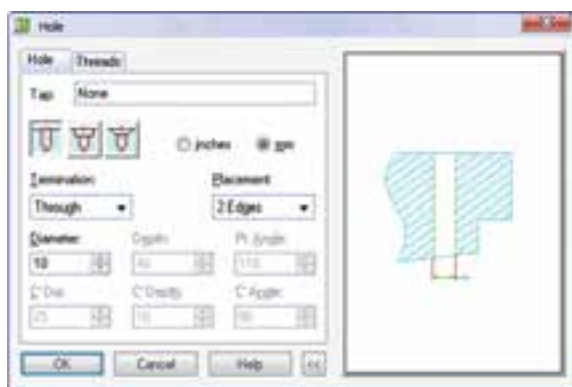 Hole
Hole Threads
Tap: None
inches mm
Termination Placement
Through 2 Edges
Diameter Depth Pt. Angle
10 118
C' Dia C' Depth C' Angle
OK Cancel Help <<